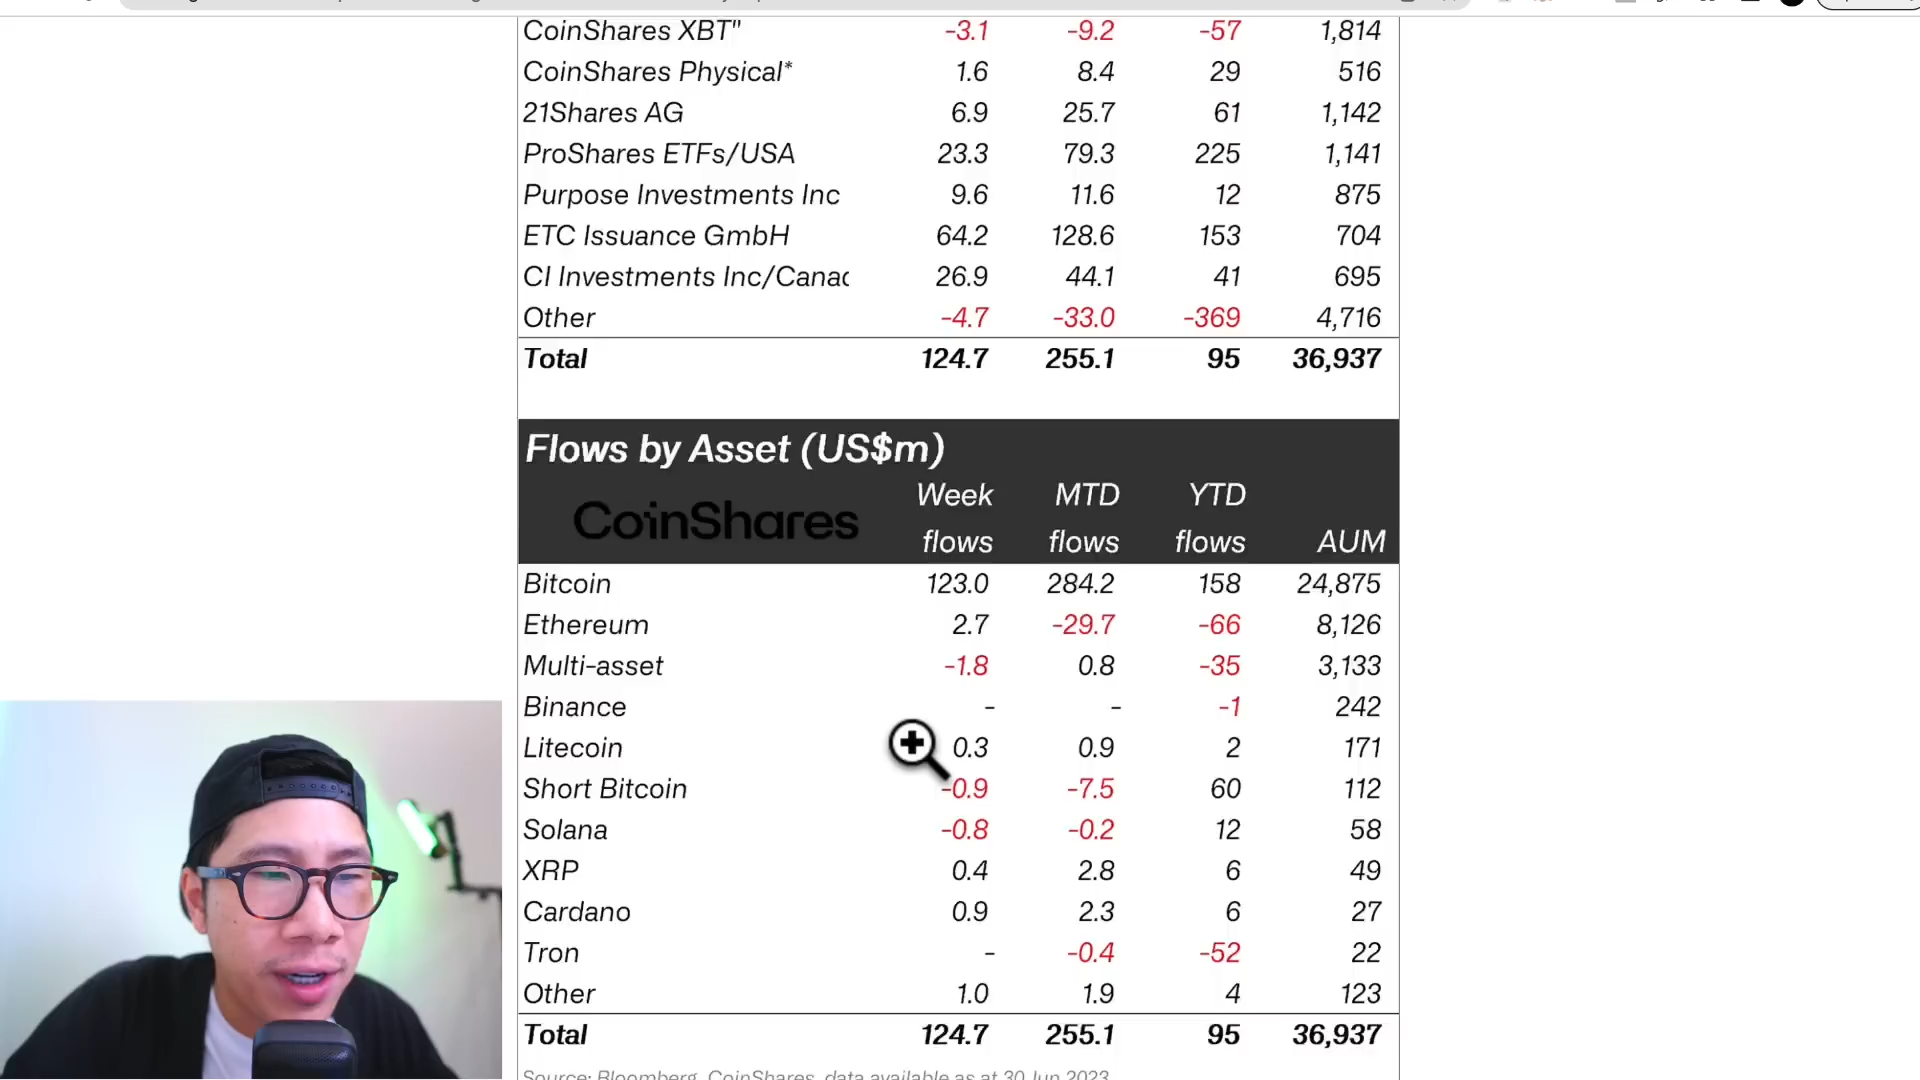 CoinShares XBT" -3.1 -9.2 -57 1,814
CoinShares Physical* 1.6 8.4 29 516
21Shares AG 6.9 25.7 61 1,142
ProShares ETFs/USA 23.3 79.3 225 1,141
Purpose Investments Inc 9.6 11.6 12 875
ETC Issuance GmbH 64.2 128.6 153 704
CI Investments Inc/Canac 26.9 44.1 41 695
Other -4.7 -33.0 -369 4,716
Total 124.7 255.1 95 36,937
Flows by Asset (US$m)
CoinShares
Week MTD YTD
flows flows flows AUM
Bitcoin 123.0 284.2 158 24,875
Ethereum 2.7 -29.7 -66 8,126
Multi-asset -1.8 0.8 -35 3,133
Binance - - -1 242
Litecoin 0.3 0.9 2 171
Short Bitcoin -0.9 -7.5 60 112
Solana -0.8 -0.2 12 58
XRP 0.4 2.8 6 49
Cardano 0.9 2.3 6 27
Tron - -0.4 -52 22
Other 1.0 1.9 4 123
Total 124.7 255.1 95 36,937
Source: Bloomberg, CoinShares, data available as at 30 Jun 2023